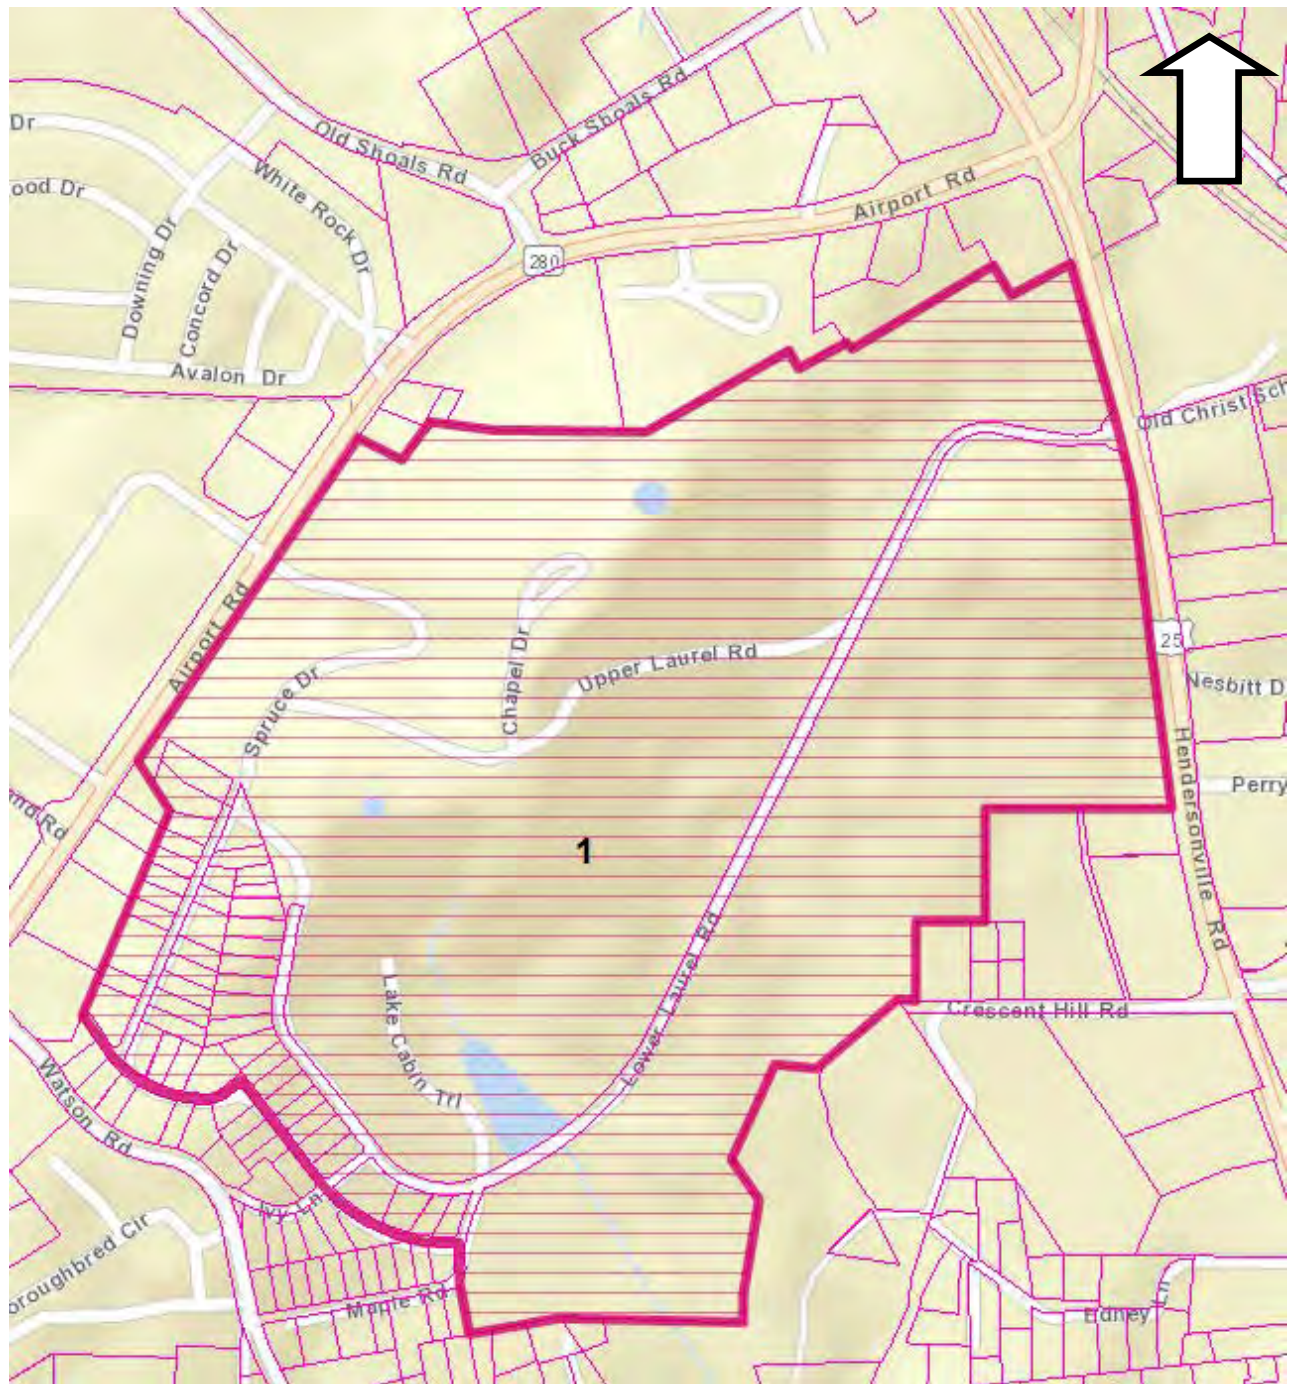 Dr
Old Shoals Rd
Buck Shoals Rd
ood Dr
White Rock Dr
Airport Rd
Downing Dr
Concord Dr
280
Avalon Dr
Old Christ Sch
Airport Rd
Spruce Dr
Chapel Dr
Upper Laurel Rd
25
Nesbitt D
Hendersonville Rd
Perry
nd Rd
1
Lower Laurel Rd
Lake Cabin Trl
Crescent Hill Rd
Watson Rd
Ivy Ln
oroughbred Cir
Maple Rd
Edney Ln